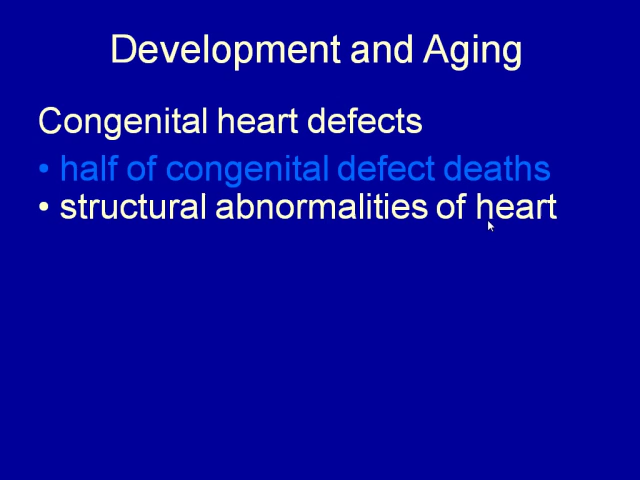 Development and Aging
Congenital heart defects
• half of congenital defect deaths
• structural abnormalities of heart